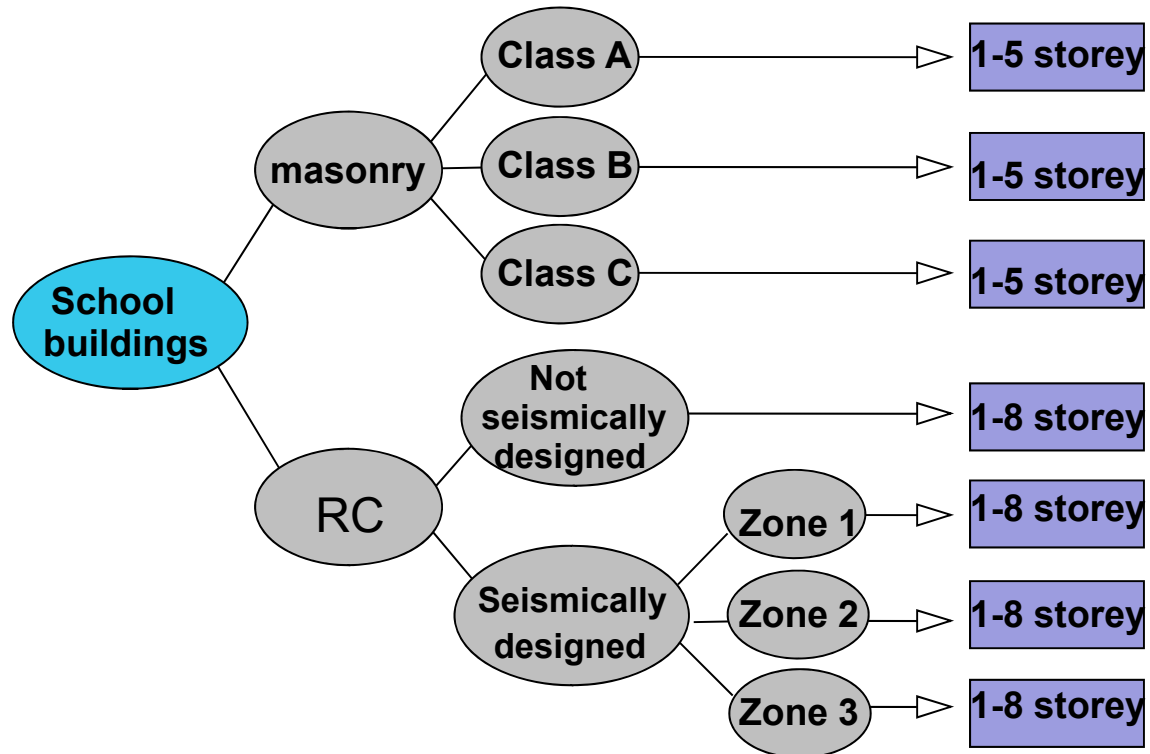 School
buildings
masonry
Class A
1-5 storey
Class B
1-5 storey
Class C
1-5 storey
RC
Not
seismically
designed
1-8 storey
Seismically
designed
Zone 1
1-8 storey
Zone 2
1-8 storey
Zone 3
1-8 storey